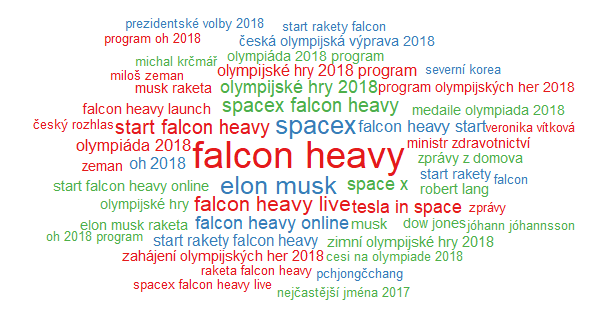 prezidentské volby 2018
start rakety falcon
program oh 2018
česká olympijská výprava 2018
olympiáda 2018 program
michal krčmář
olympijské hry 2018 program
severní korea
miloš zeman
musk raketa
olympijské hry 2018
program olympijských her 2018
falcon heavy launch
spacex falcon heavy
medaile olympiada 2018
český rozhlas
start falcon heavy
spacex
falcon heavy start
veronika vítková
olympiáda 2018
falcon heavy
ministr zdravotnictví
zprávy z domova
zeman
oh 2018
start rakety
falcon
start falcon heavy online
elon musk
space x
robert lang
olympijské hry
falcon heavy live
tesla in space
zprávy
elon musk raketa
falcon heavy online
musk
dow jones
jóhann jóhannsson
oh 2018 program
start rakety falcon heavy
zimní olympijské hry 2018
zahájení olympijských her 2018
cesi na olympiade 2018
raketa falcon heavy
pchjongčchang
spacex falcon heavy live
nejčastější jména 2017